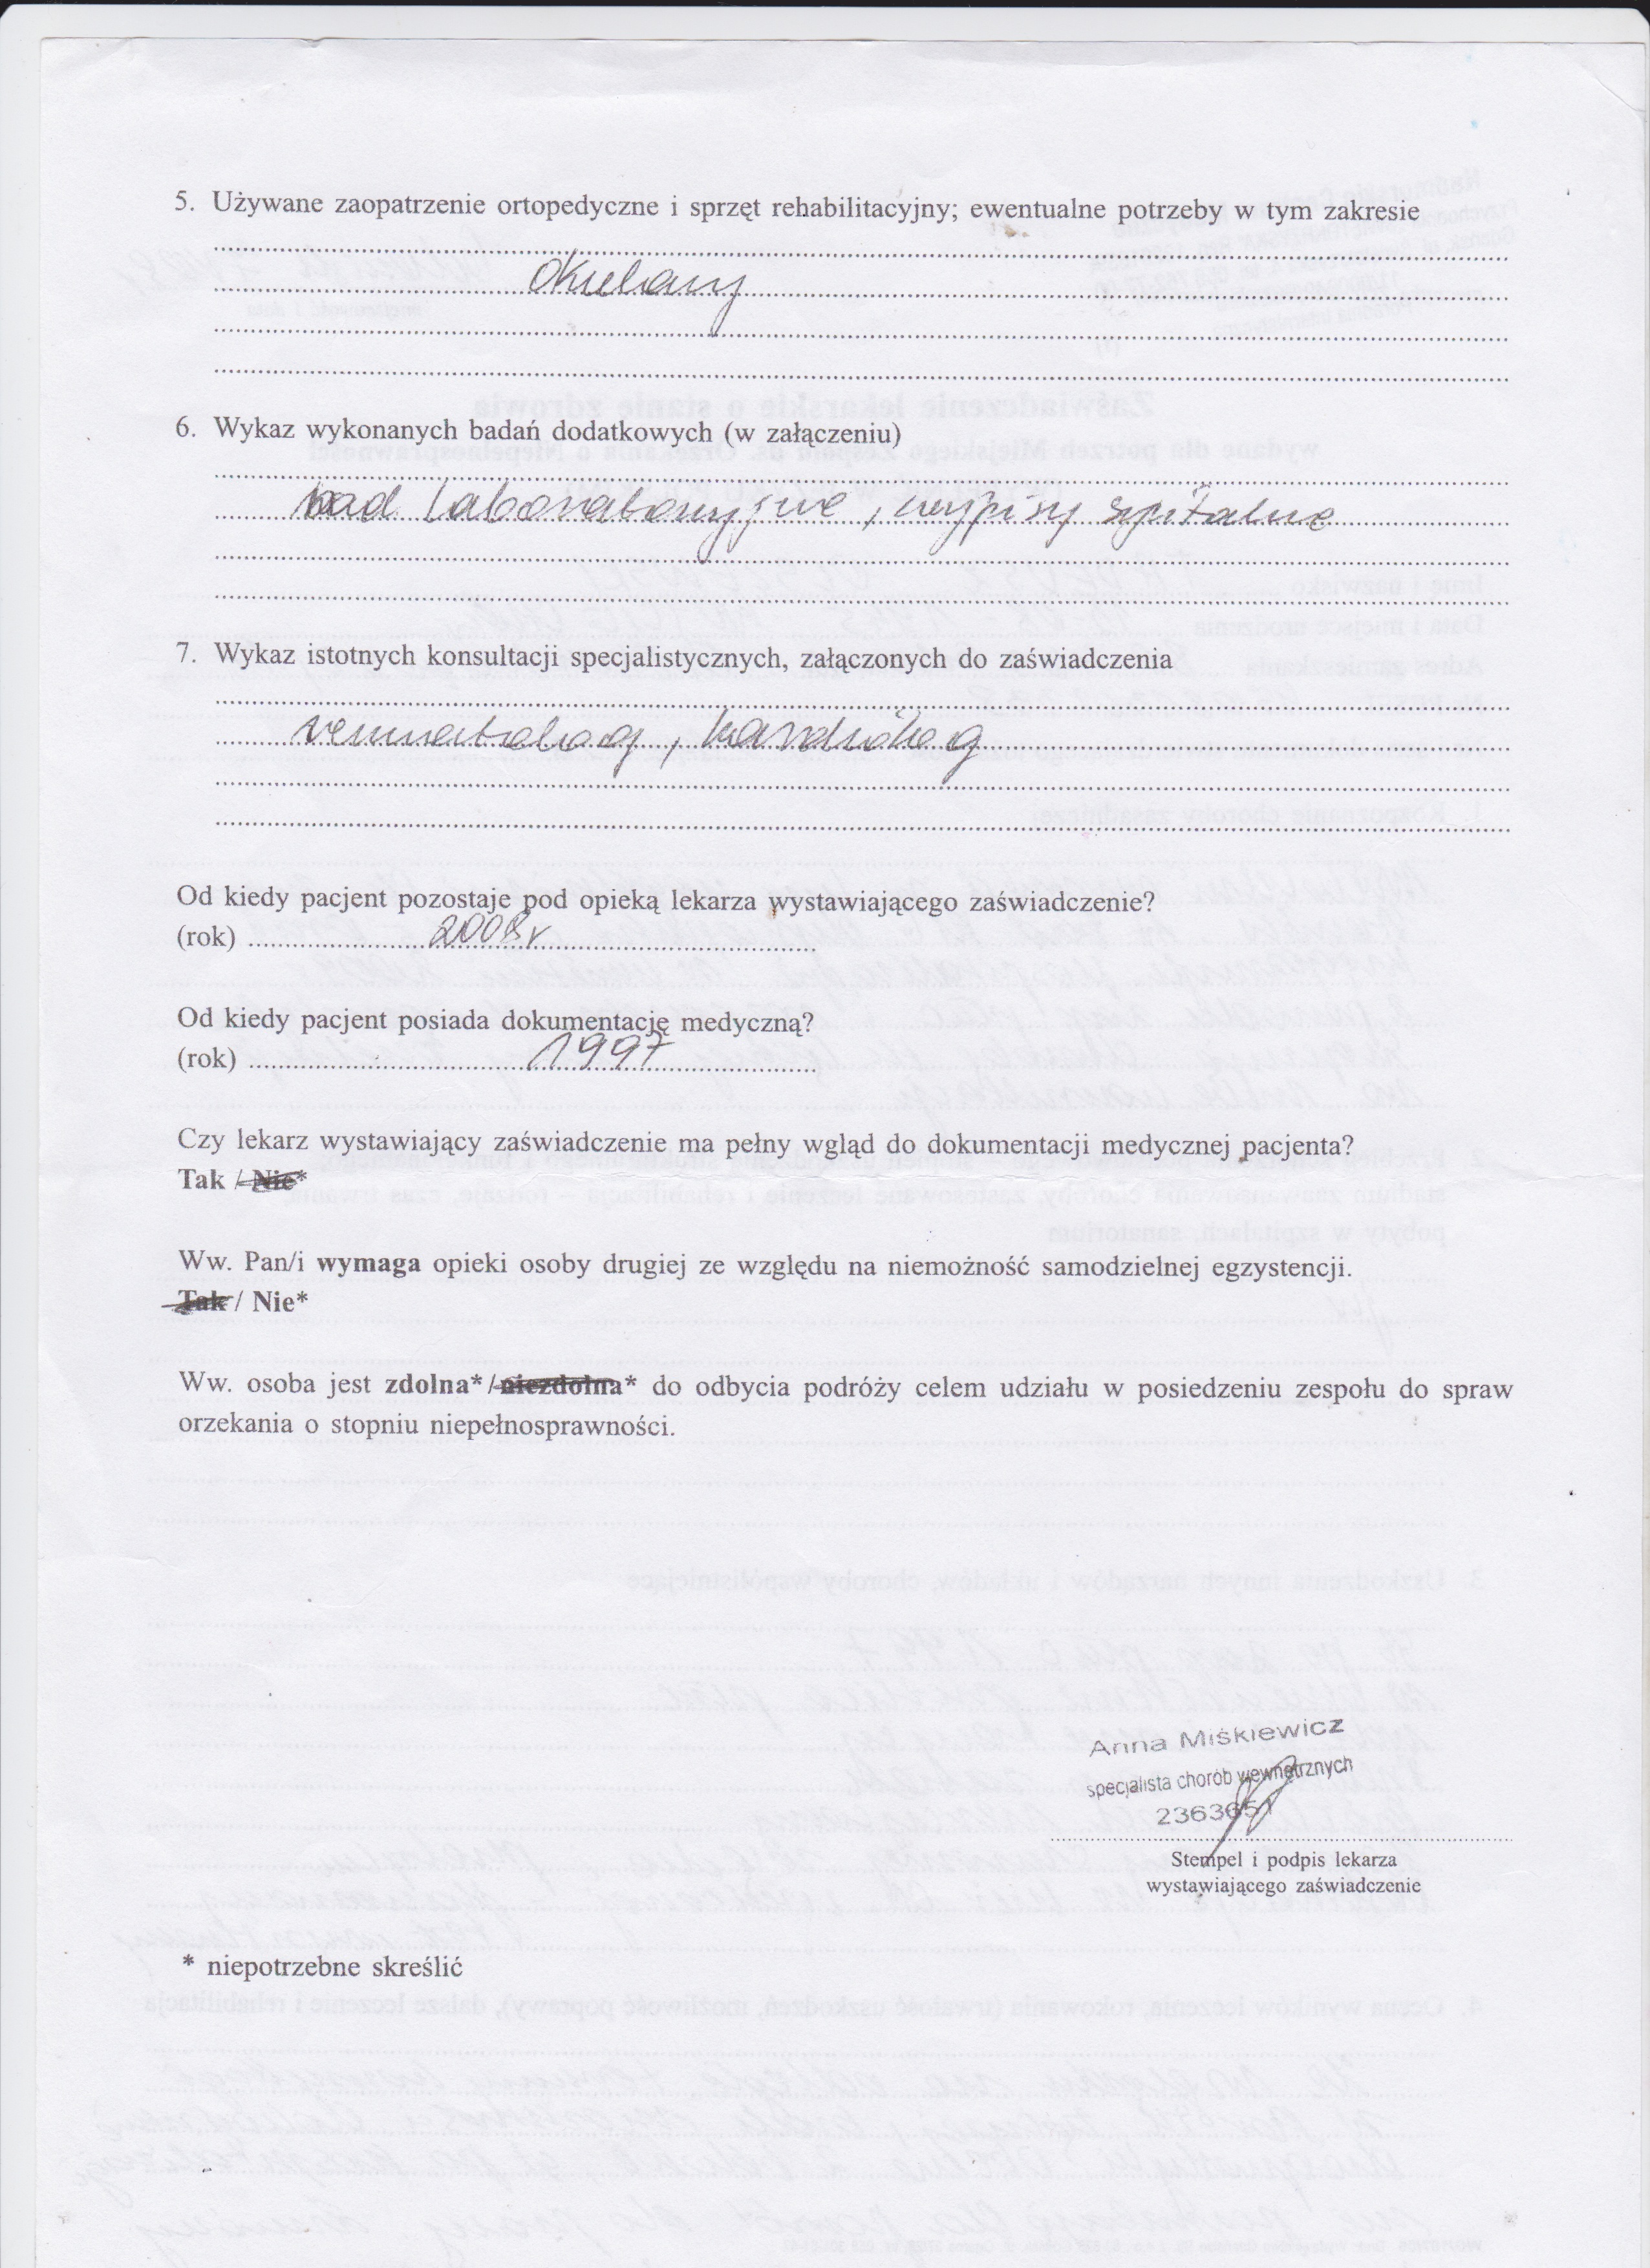 5. Używane zaopatrzenie ortopedyczne i sprzęt rehabilitacyjny; ewentualne potrzeby w tym zakresie
okulary
6. Wykaz wykonanych badań dodatkowych (w załączeniu)
bad laboratoryjne, wypisy szpitalne
7. Wykaz istotnych konsultacji specjalistycznych, załączonych do zaświadczenia
reumatolog, kardiolog
Od kiedy pacjent pozostaje pod opieką lekarza wystawiającego zaświadczenie?
(rok) 2008r
Od kiedy pacjent posiada dokumentację medyczną?
(rok) 1997
Czy lekarz wystawiający zaświadczenie ma pełny wgląd do dokumentacji medycznej pacjenta?
Tak / Nie*
Ww. Pan/i wymaga opieki osoby drugiej ze względu na niemożność samodzielnej egzystencji.
Tak / Nie*
Ww. osoba jest zdolna*/niezdolna* do odbycia podróży celem udziału w posiedzeniu zespołu do spraw
orzekania o stopniu niepełnosprawności.
Anna Miśkiewicz
specjalista chorób wewnętrznych
2363651
Stempel i podpis lekarza
wystawiającego zaświadczenie
* niepotrzebne skreślić